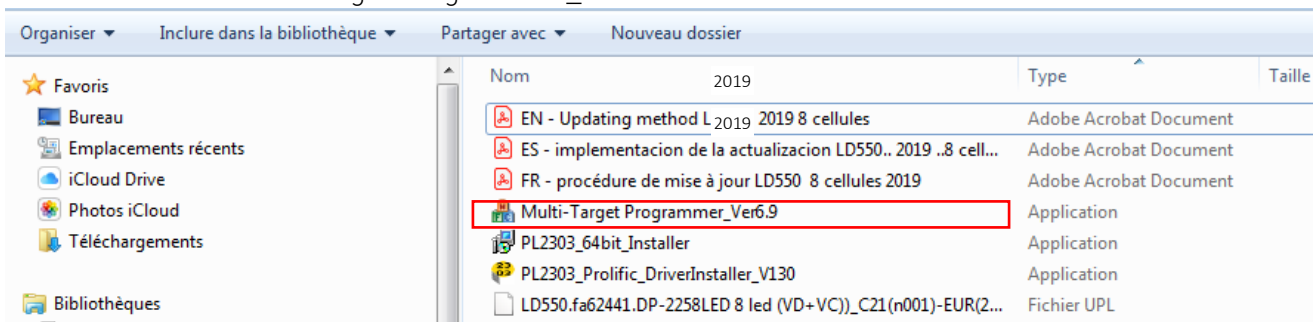 Organiser Inclure dans la bibliothèque Partager avec Nouveau dossier
Favoris
Bureau
Emplacements récents
iCloud Drive
Photos iCloud
Téléchargements
Bibliothèques
Nom 2019 Type Taille
EN - Updating method L 2019 2019 8 cellules Adobe Acrobat Document
ES - implementacion de la actualizacion LD550.. 2019 ..8 cell... Adobe Acrobat Document
FR - procédure de mise à jour LD550 8 cellules 2019 Adobe Acrobat Document
Multi-Target Programmer_Ver6.9 Application
PL2303_64bit_Installer Application
PL2303_Prolific_DriverInstaller_V130 Application
LD550.fa62441.DP-2258LED 8 led (VD+VC))_C21(n001)-EUR(2... Fichier UPL